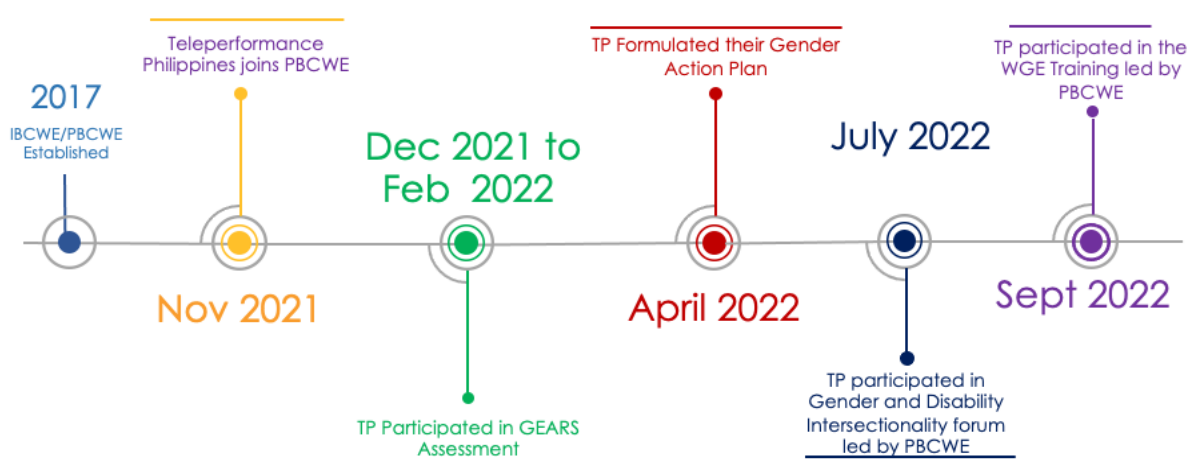 2017
IBCWE/PBCWE
Established
Teleperformance
Philippines joins PBCWE
Nov 2021
Dec 2021 to
Feb 2022
TP Participated in GEARS
Assessment
TP Formulated their Gender
Action Plan
April 2022
July 2022
TP participated in
Gender and Disability
Intersectionality forum
led by PBCWE
TP participated in the
WGE Training led by
PBCWE
Sept 2022